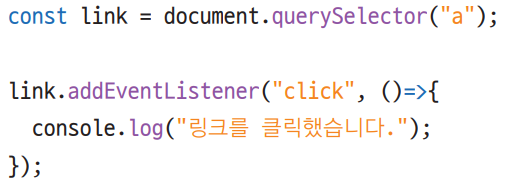 const link = document.querySelector("a");

link.addEventListener("click", ()=>{
  console.log("링크를 클릭했습니다.");
});